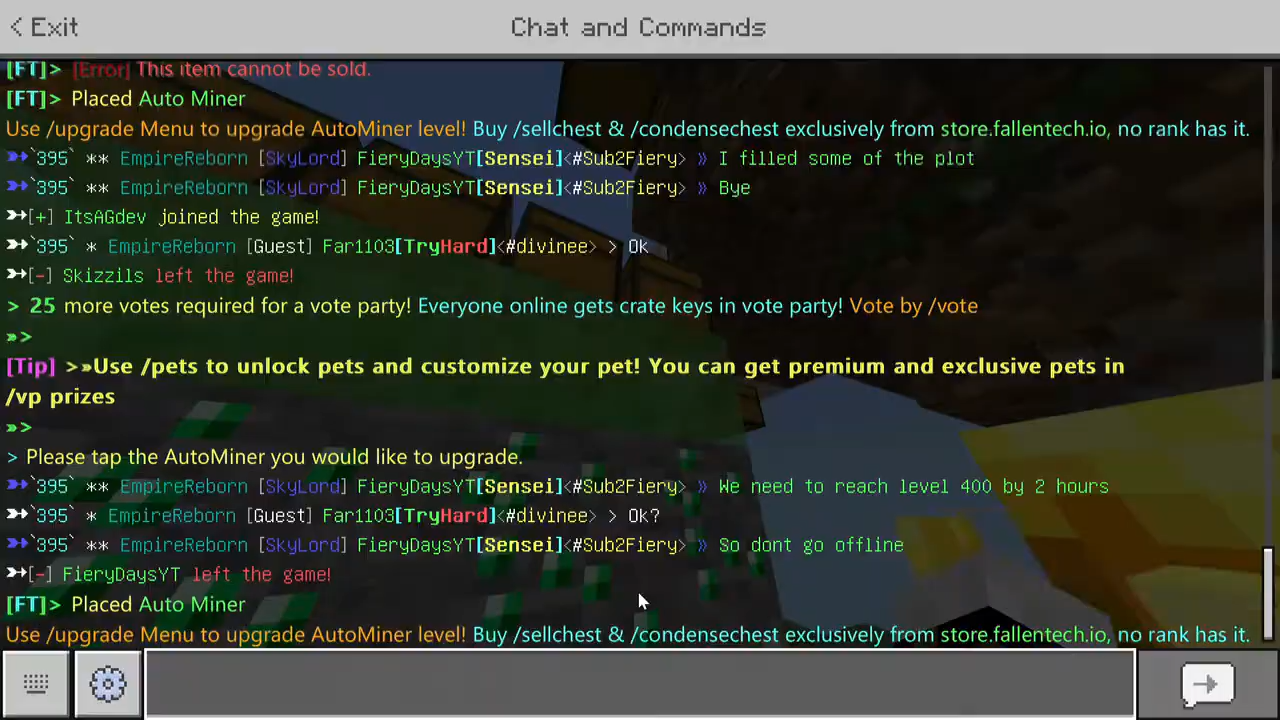 < Exit
Chat and Commands
[FT]> [Error] This item cannot be sold.
[FT]> Placed Auto Miner
Use /upgrade Menu to upgrade AutoMiner level! Buy /sellchest & /condensechest exclusively from store.fallentech.io, no rank has it.
➼`395` ** EmpireReborn [SkyLord] FieryDaysYT[Sensei]<#Sub2Fiery> » I filled some of the plot
➼`395` ** EmpireReborn [SkyLord] FieryDaysYT[Sensei]<#Sub2Fiery> » Bye
➼[+] ItsAGdev joined the game!
➼`395` * EmpireReborn [Guest] Far1103[TryHard]<#divinee> > Ok
➼[-] Skizzils left the game!
> 25 more votes required for a vote party! Everyone online gets crate keys in vote party! Vote by /vote
»>
[Tip] >»Use /pets to unlock pets and customize your pet! You can get premium and exclusive pets in
/vp prizes
»>
> Please tap the AutoMiner you would like to upgrade.
➼`395` ** EmpireReborn [SkyLord] FieryDaysYT[Sensei]<#Sub2Fiery> » We need to reach level 400 by 2 hours
➼`395` * EmpireReborn [Guest] Far1103[TryHard]<#divinee> > Ok?
➼`395` ** EmpireReborn [SkyLord] FieryDaysYT[Sensei]<#Sub2Fiery> » So dont go offline
➼[-] FieryDaysYT left the game!
[FT]> Placed Auto Miner
Use /upgrade Menu to upgrade AutoMiner level! Buy /sellchest & /condensechest exclusively from store.fallentech.io, no rank has it.